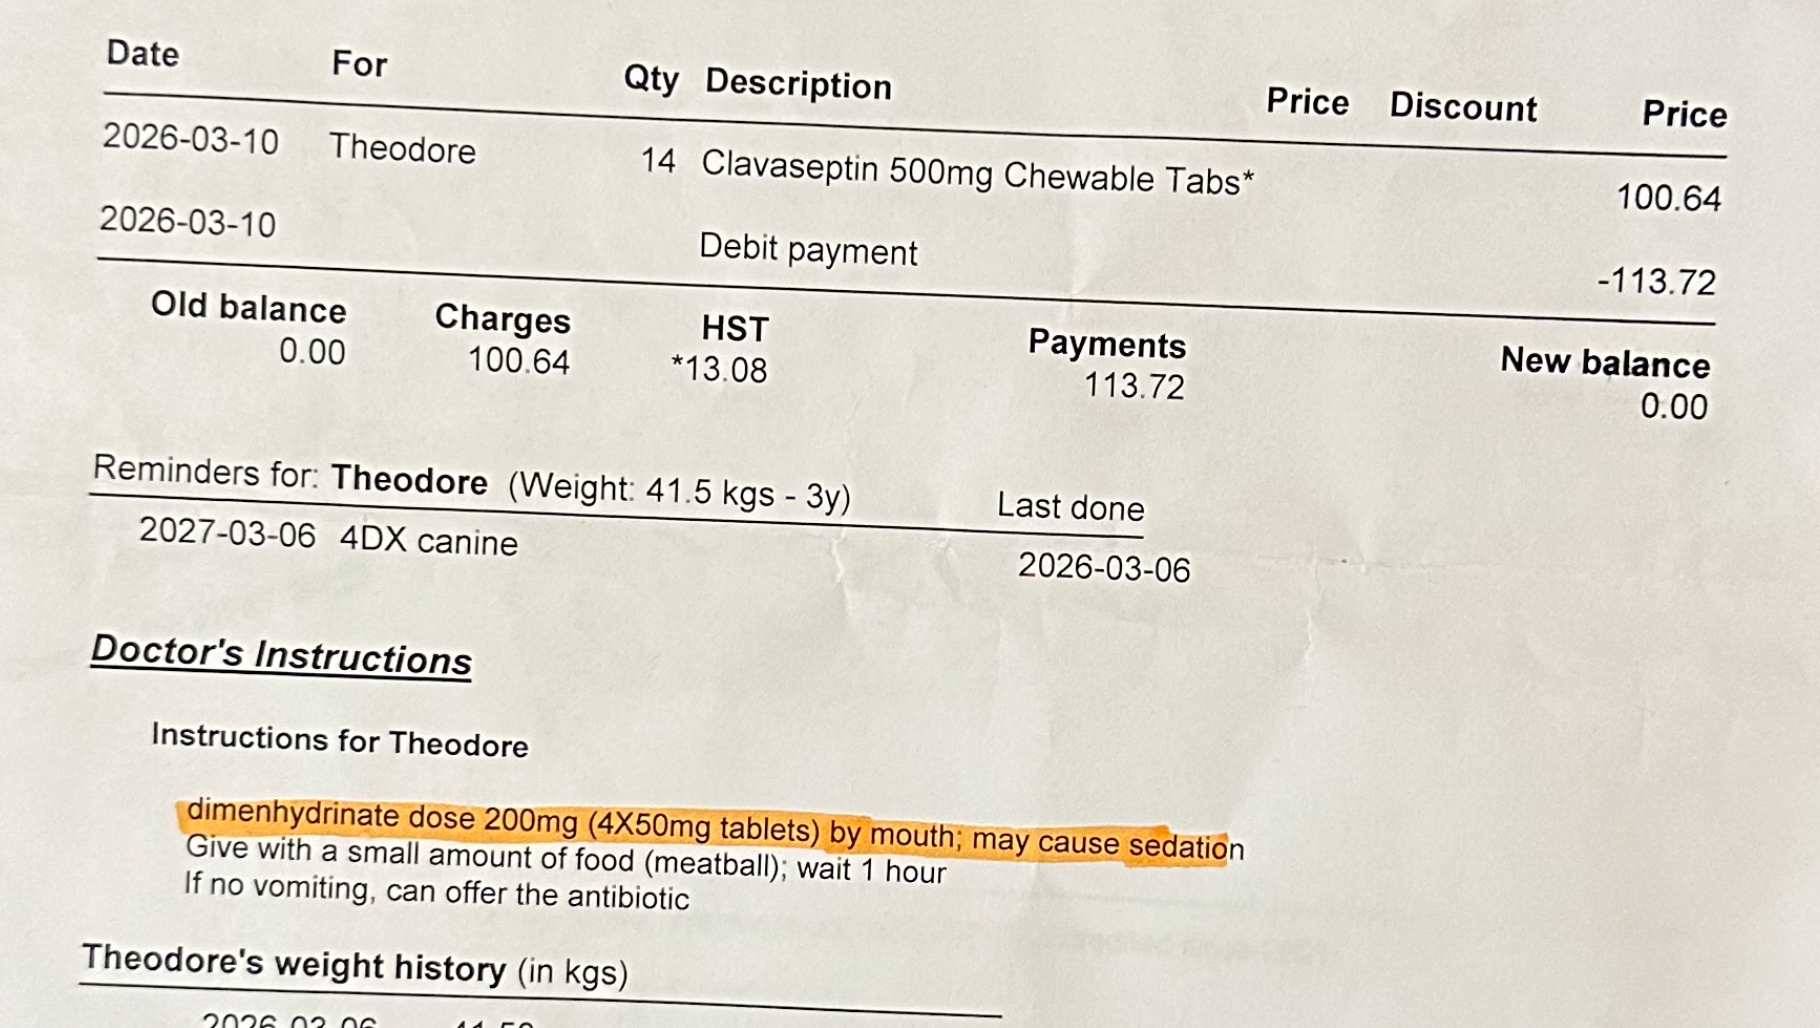 Date For Qty Description Price Discount Price
2026-03-10 Theodore 14 Clavaseptin 500mg Chewable Tabs* 100.64
2026-03-10 Debit payment -113.72
Old balance Charges HST Payments New balance
0.00 100.64 *13.08 113.72 0.00
Reminders for: Theodore (Weight: 41.5 kgs - 3y) Last done
2027-03-06 4DX canine 2026-03-06
Doctor's Instructions
Instructions for Theodore
dimenhydrinate dose 200mg (4X50mg tablets) by mouth; may cause sedation
Give with a small amount of food (meatball); wait 1 hour
If no vomiting, can offer the antibiotic
Theodore's weight history (in kgs)
2026-03-06 41.50